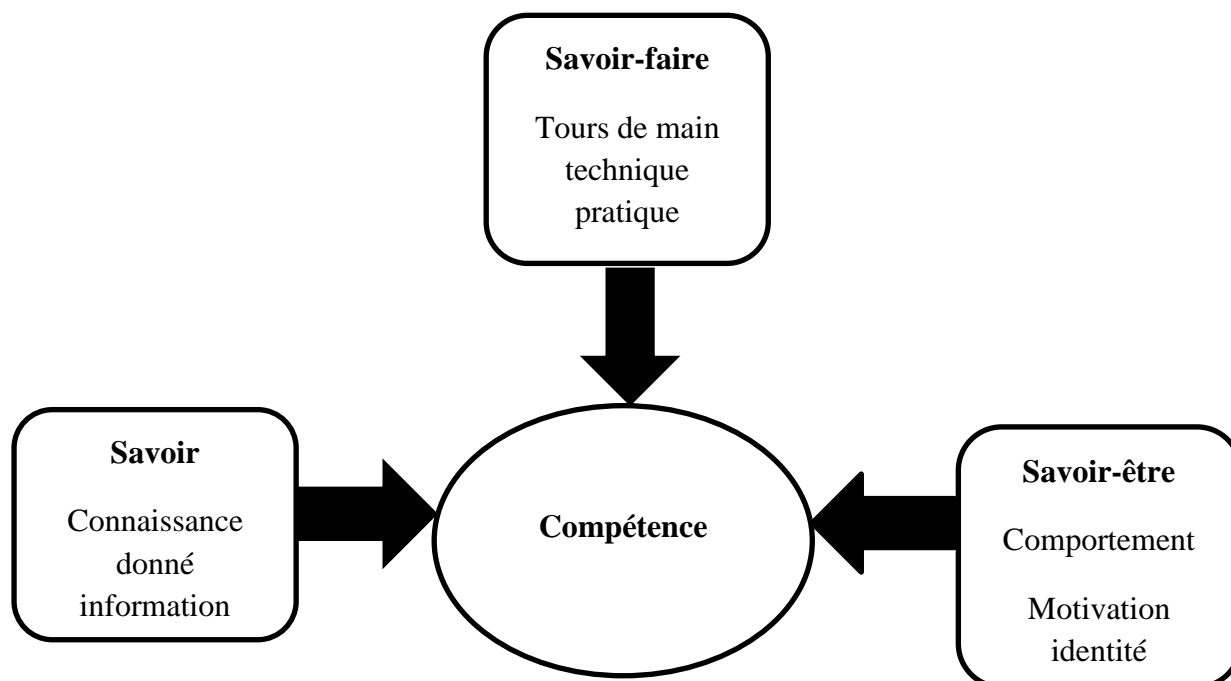 Savoir-faire
Tours de main
technique
pratique
Savoir
Connaissance
donné
information
Compétence
Savoir-être
Comportement
Motivation
identité